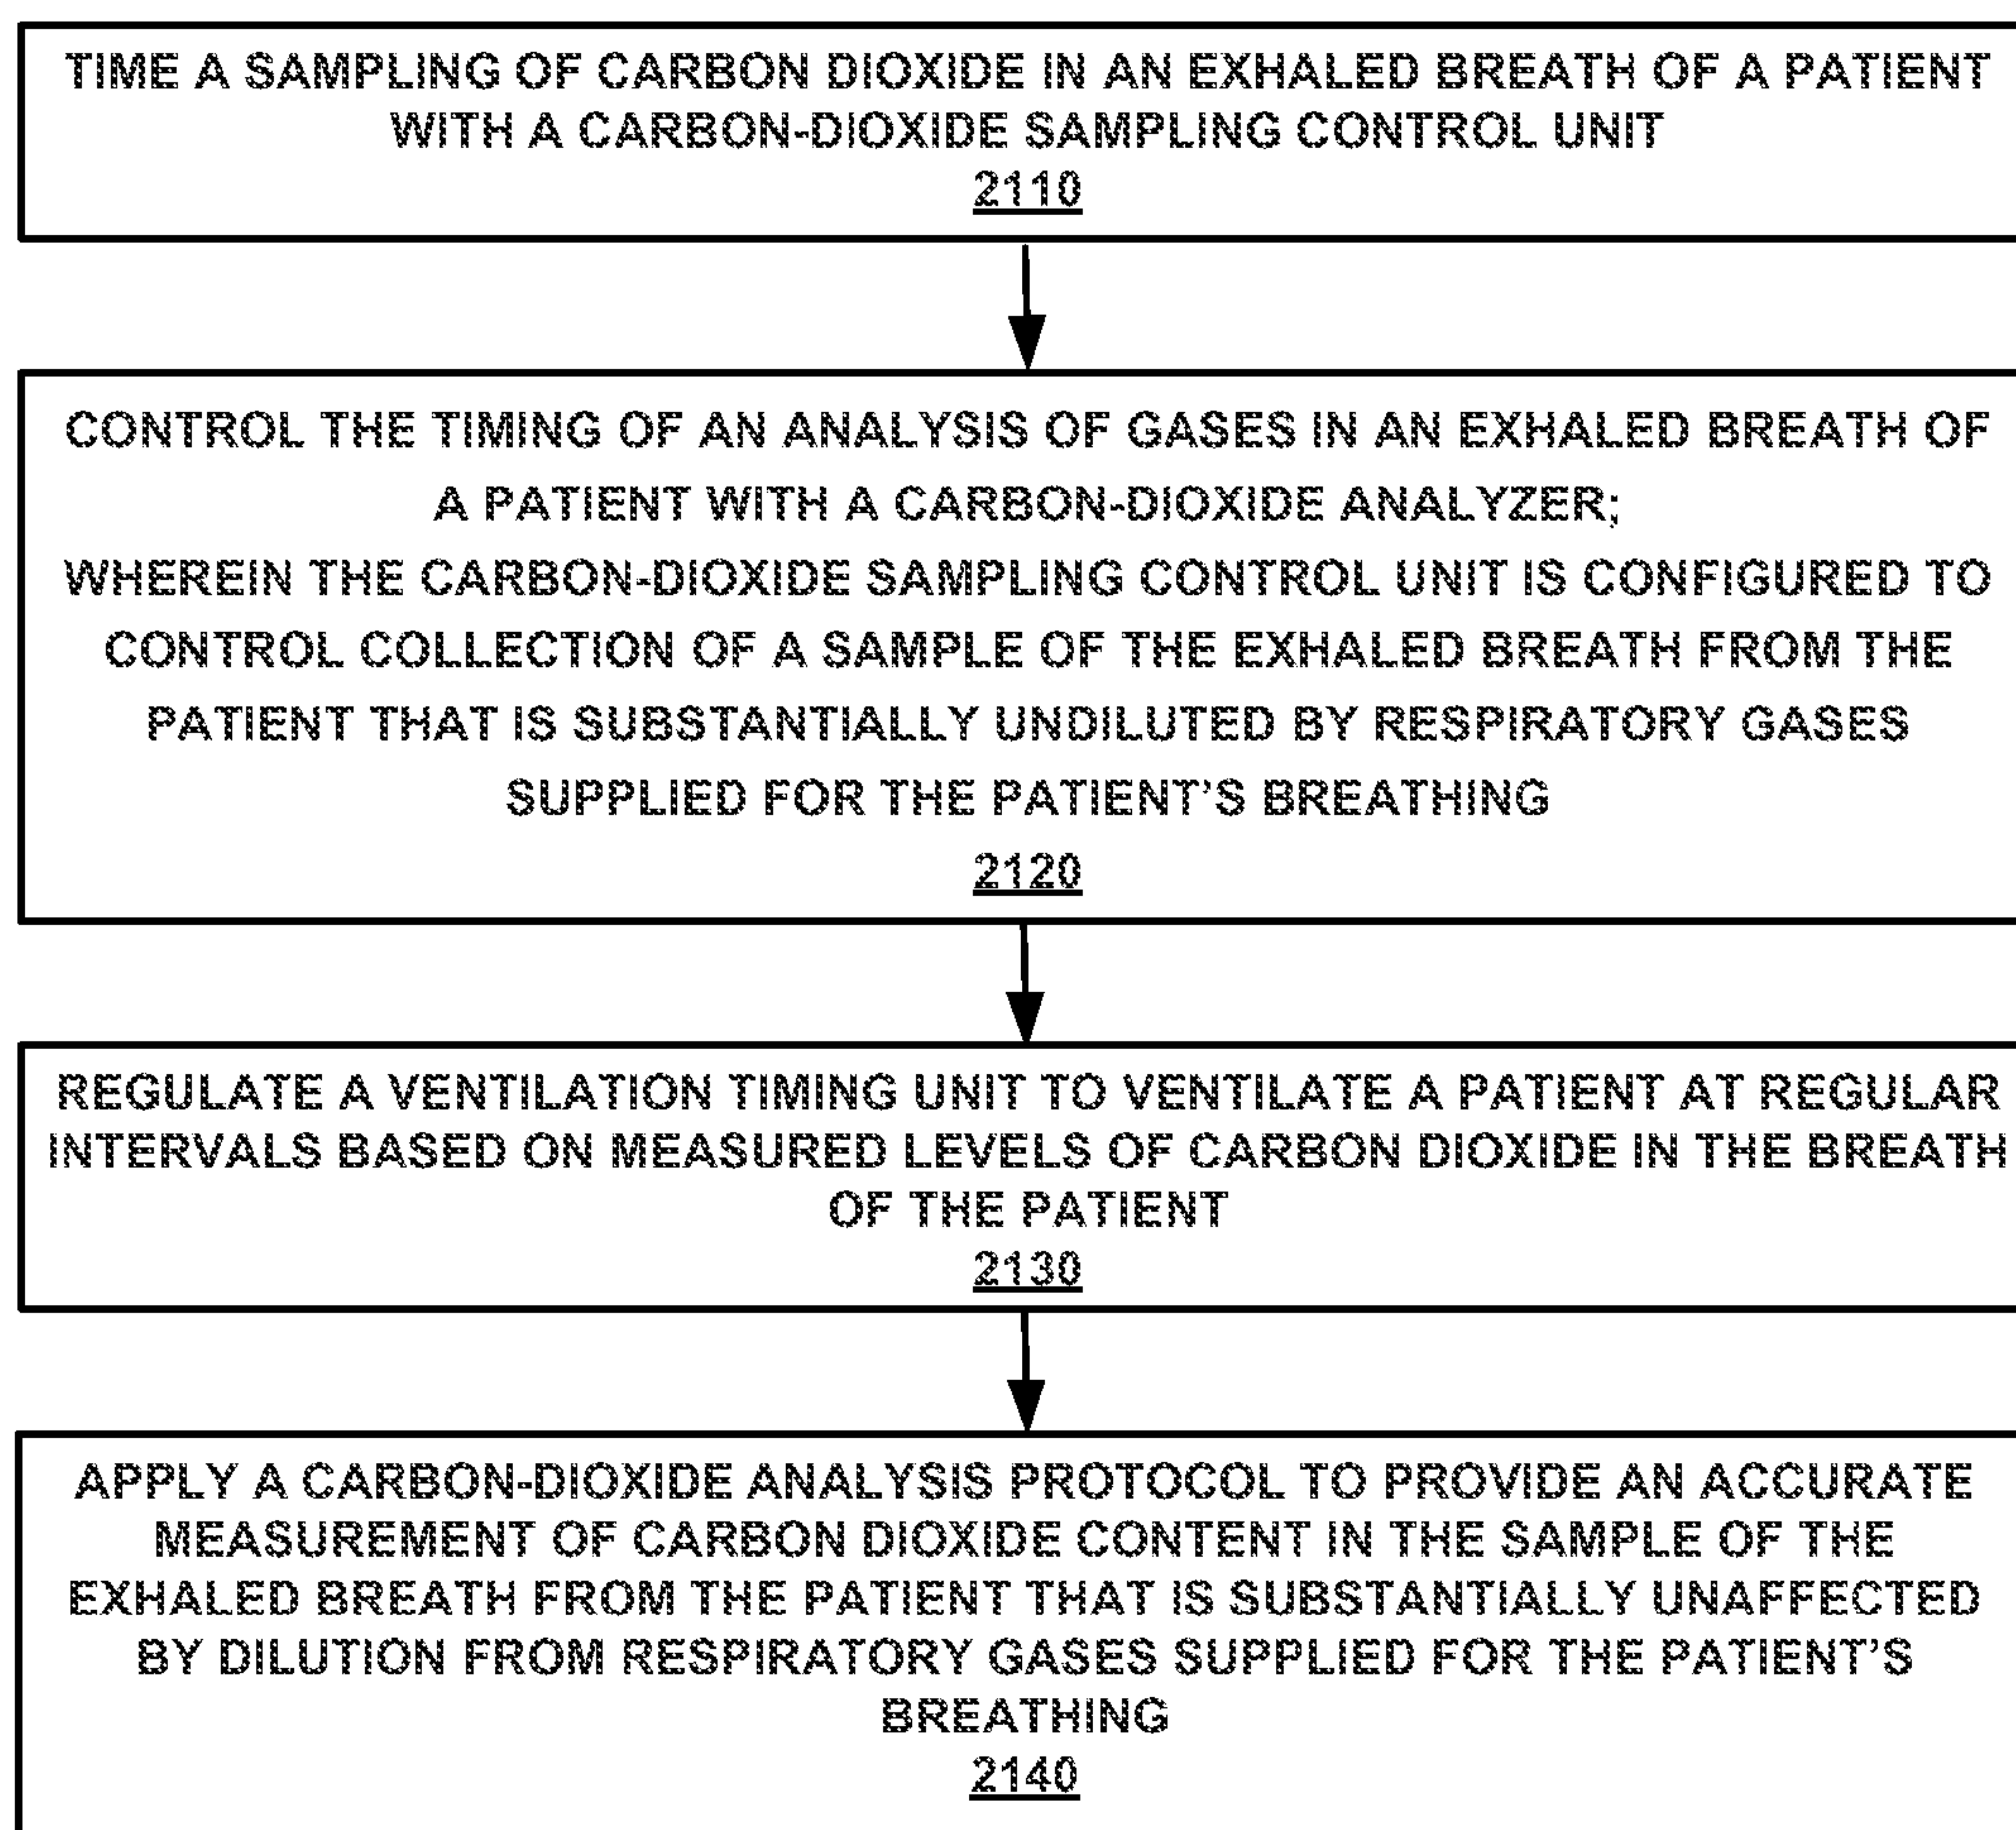 TIME A SAMPLING OF CARBON DIOXIDE IN AN EXHALED BREATH OF A PATIENT
WITH A CARBON-DIOXIDE SAMPLING CONTROL UNIT
2110
CONTROL THE TIMING OF AN ANALYSIS OF GASES IN AN EXHALED BREATH OF
A PATIENT WITH A CARBON-DIOXIDE ANALYZER;
WHEREIN THE CARBON-DIOXIDE SAMPLING CONTROL UNIT IS CONFIGURED TO
CONTROL COLLECTION OF A SAMPLE OF THE EXHALED BREATH FROM THE
PATIENT THAT IS SUBSTANTIALLY UNDILUTED BY RESPIRATORY GASES
SUPPLIED FOR THE PATIENT'S BREATHING
2120
REGULATE A VENTILATION TIMING UNIT TO VENTILATE A PATIENT AT REGULAR
INTERVALS BASED ON MEASURED LEVELS OF CARBON DIOXIDE IN THE BREATH
OF THE PATIENT
2130
APPLY A CARBON-DIOXIDE ANALYSIS PROTOCOL TO PROVIDE AN ACCURATE
MEASUREMENT OF CARBON DIOXIDE CONTENT IN THE SAMPLE OF THE
EXHALED BREATH FROM THE PATIENT THAT IS SUBSTANTIALLY UNAFFECTED
BY DILUTION FROM RESPIRATORY GASES SUPPLIED FOR THE PATIENT'S
BREATHING
2140